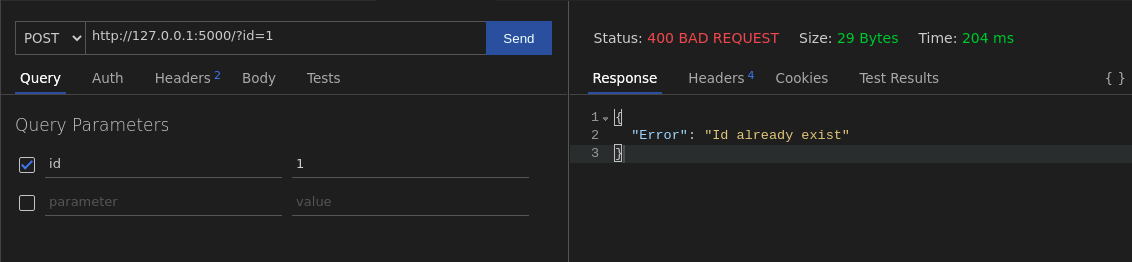 POST http://127.0.0.1:5000/?id=1 Send
Query Auth Headers 2 Body Tests
Query Parameters
id 1
parameter value
Status: 400 BAD REQUEST Size: 29 Bytes Time: 204 ms
Response Headers 4 Cookies Test Results { }
1 {
2 "Error": "Id already exist"
3 }